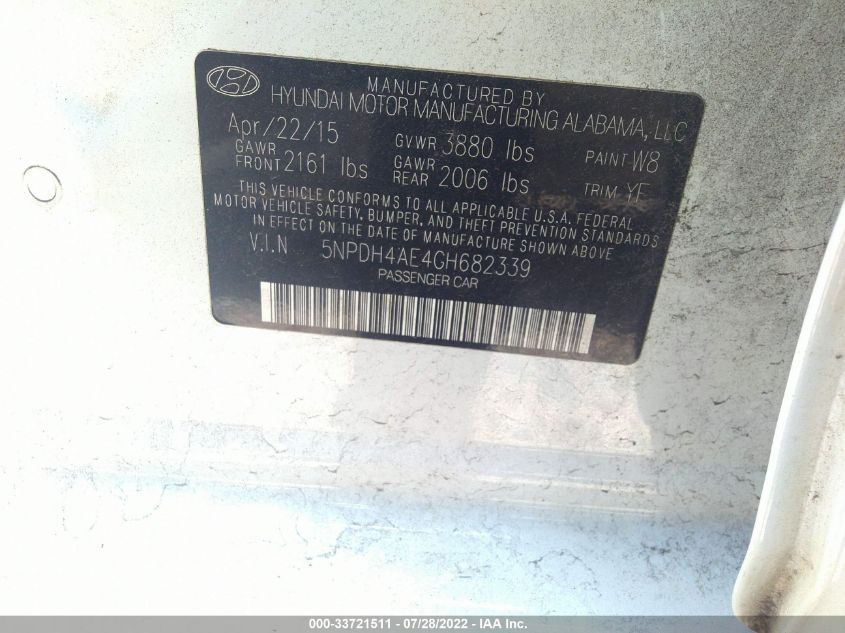 MANUFACTURED BY
HYUNDAI MOTOR MANUFACTURING ALABAMA, LLC
Apr/22/15 GVWR 3880 lbs PAINT W8
GAWR FRONT 2161 lbs GAWR REAR 2006 lbs TRIM YF
THIS VEHICLE CONFORMS TO ALL APPLICABLE U.S.A. FEDERAL
MOTOR VEHICLE SAFETY, BUMPER, AND THEFT PREVENTION STANDARDS
IN EFFECT ON THE DATE OF MANUFACTURE SHOWN ABOVE
V.I.N 5NPDH4AE4GH682339
PASSENGER CAR
000-33721511 - 07/28/2022 - IAA Inc.